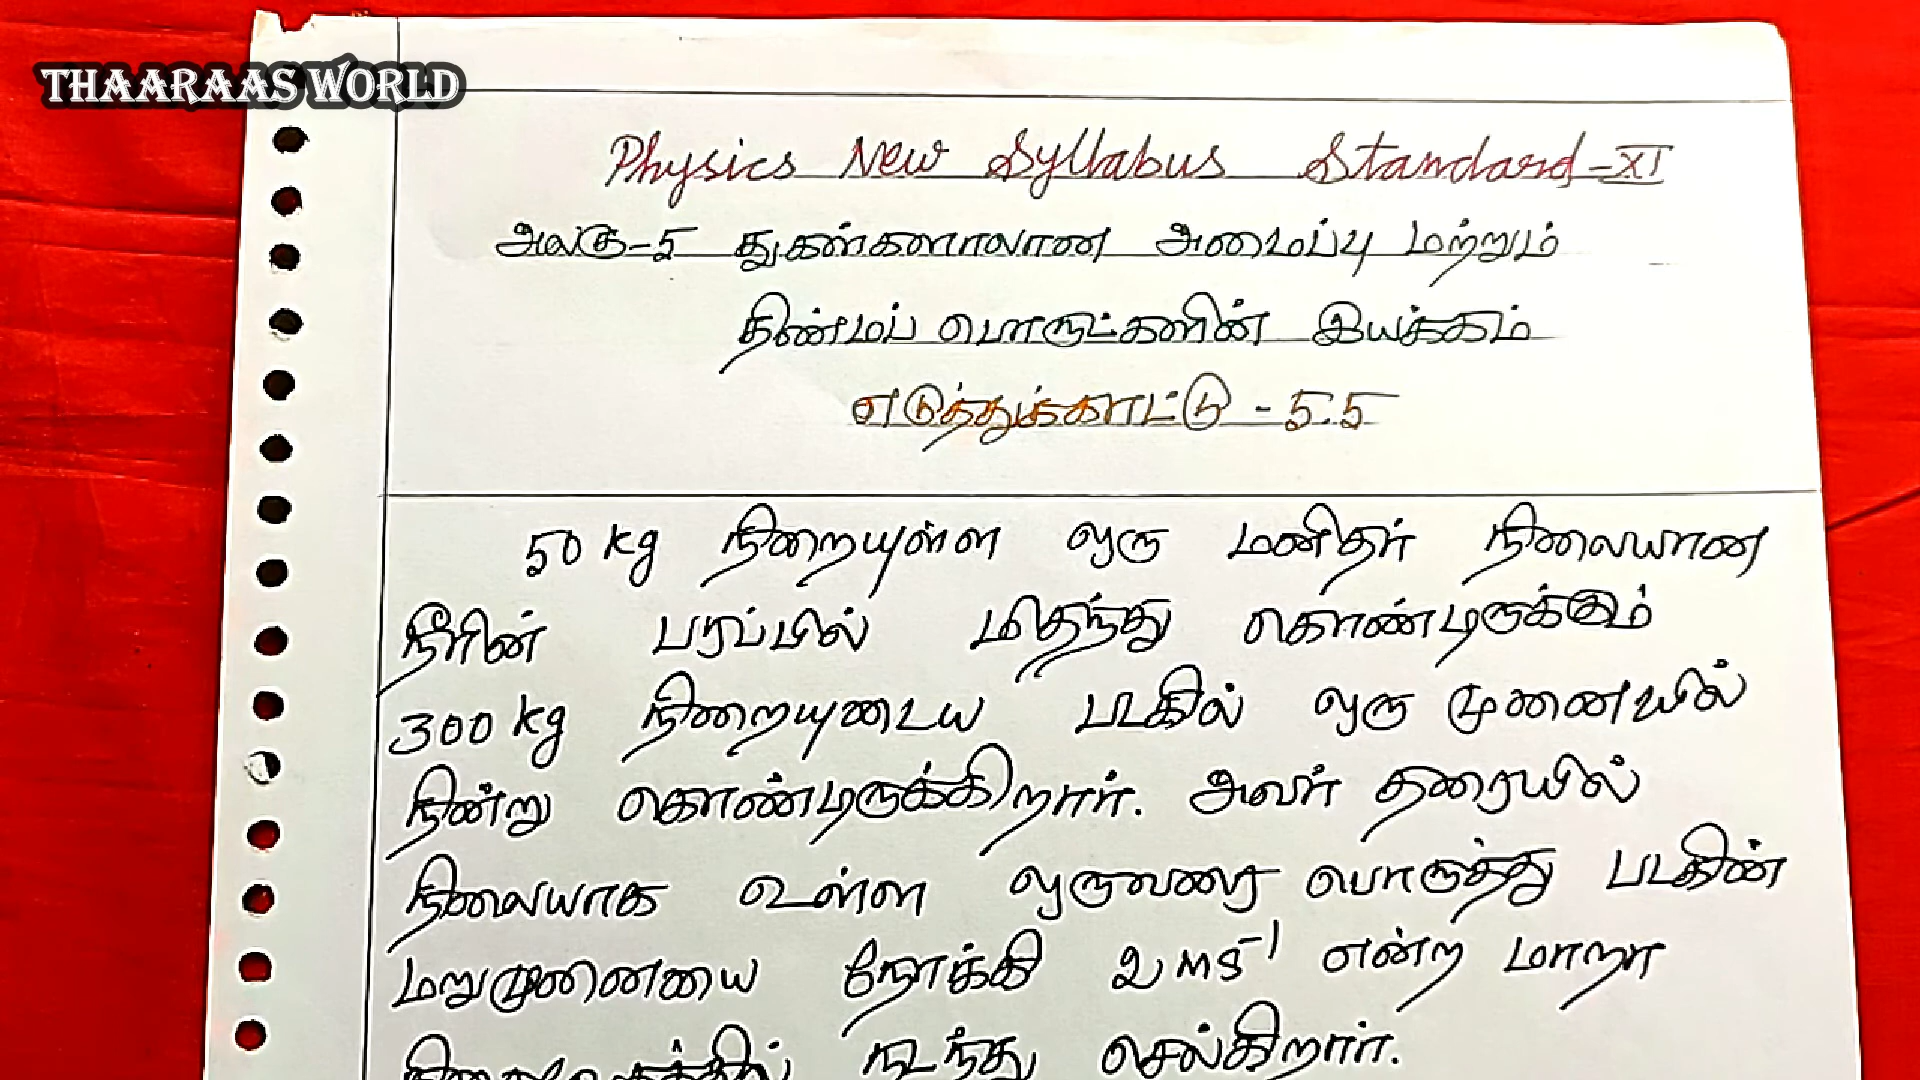 THAARAAS WORLD
Physics New Syllabus Standard-XI
அலகு-5 துகள்களாலான அமைப்பு மற்றும்
திண்மப் பொருட்களின் இயக்கம்
எடுத்துக்காட்டு - 5.5
50 kg நிறையுள்ள ஒரு மனிதர் நிலையான
நீரின் பரப்பில் மிதந்து கொண்டிருக்கும்
300 kg நிறையுடைய படகில் ஒரு முனையில்
நின்று கொண்டிருக்கிறார். அவர் தரையில்
நிலையாக உள்ள ஒருவரை பொருத்து படகின்
மறுமுனையை நோக்கி 2 ms⁻¹ என்ற மாறா
நடந்து செல்கிறார்.